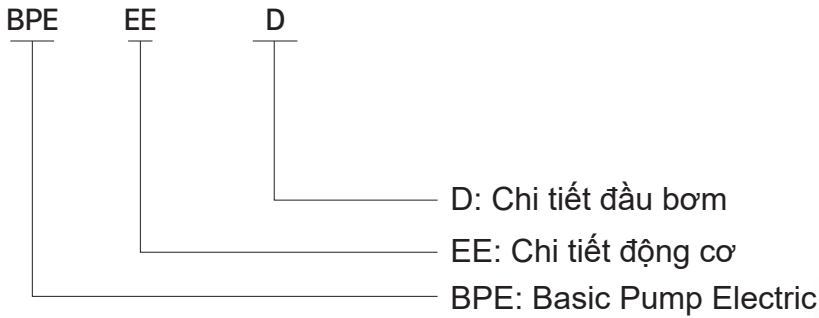 BPE EE D
D: Chi tiết đầu bơm
EE: Chi tiết động cơ
BPE: Basic Pump Electric